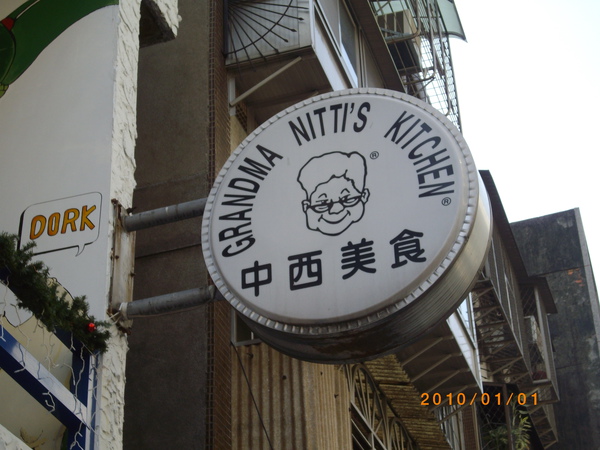 GRANDMA NITTI'S KITCHEN®
®
中西美食
DORK
2010/01/01